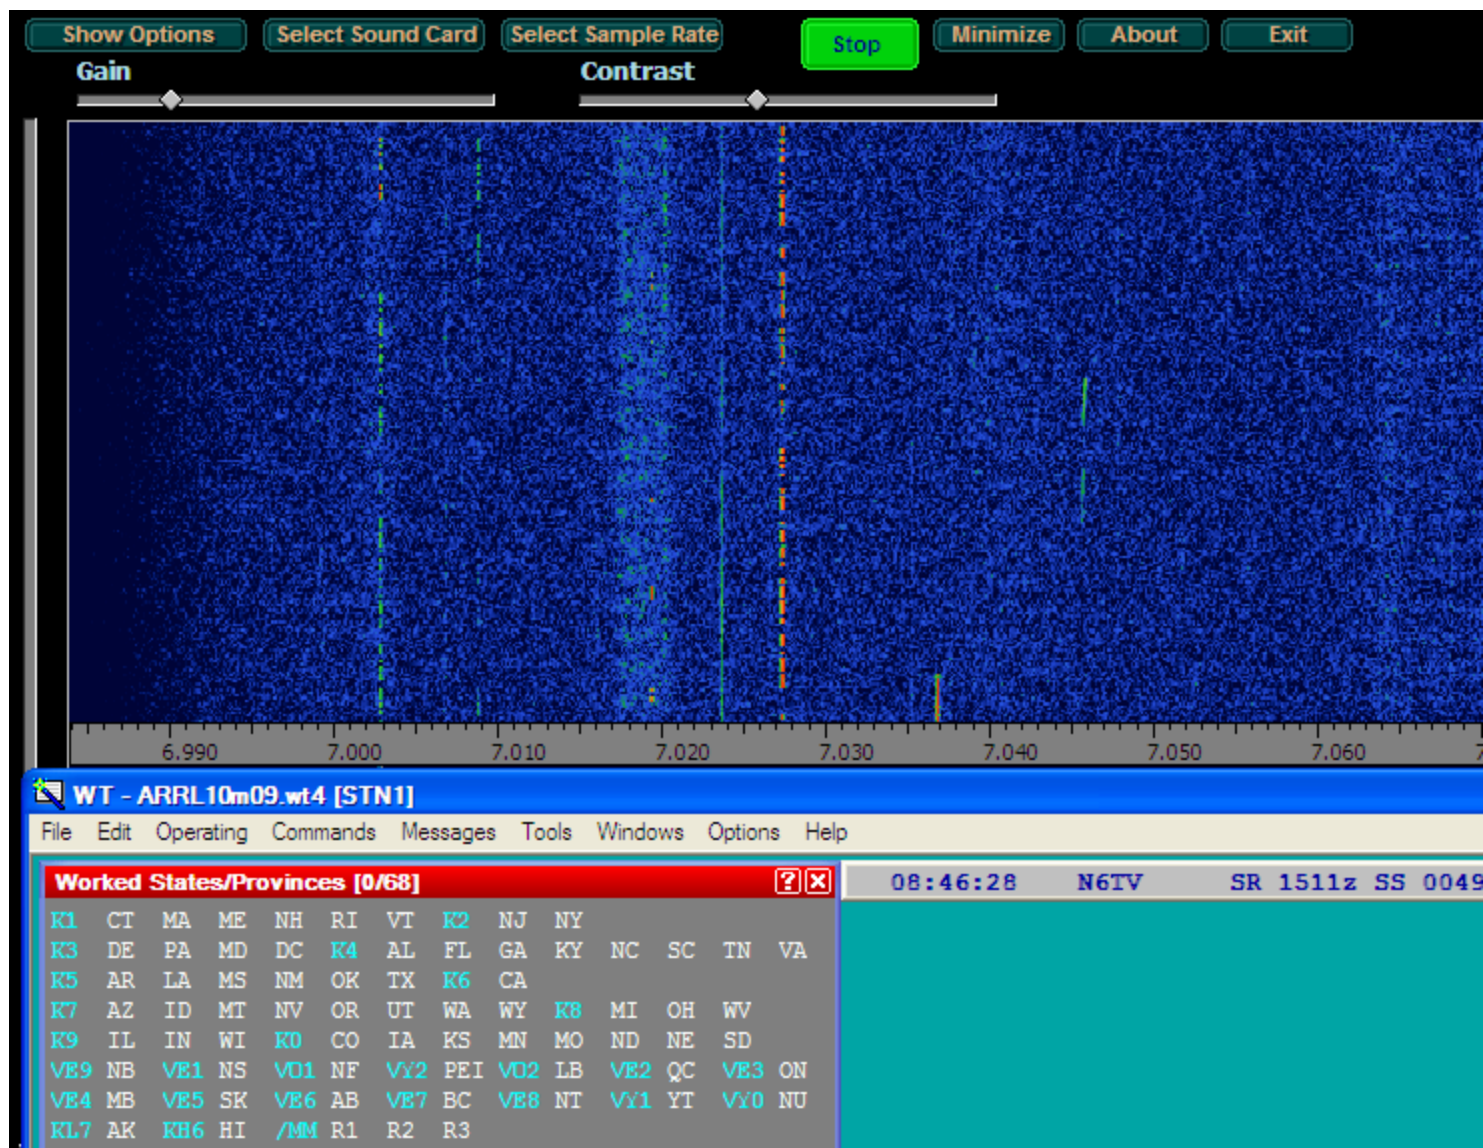 Show Options Select Sound Card Select Sample Rate Stop Minimize About Exit
Gain Contrast
6.990 7.000 7.010 7.020 7.030 7.040 7.050 7.060
WT - ARRL10m09.wt4 [STN1]
File Edit Operating Commands Messages Tools Windows Options Help
Worked States/Provinces [0/68] ? X 08:46:28 N6TV SR 1511z SS 0049
K1 CT MA ME NH RI VT K2 NJ NY
K3 DE PA MD DC K4 AL FL GA KY NC SC TN VA
K5 AR LA MS NM OK TX K6 CA
K7 AZ ID MT NV OR UT WA WY K8 MI OH WV
K9 IL IN WI K0 CO IA KS MN MO ND NE SD
VE9 NB VE1 NS VO1 NF VY2 PEI VO2 LB VE2 QC VE3 ON
VE4 MB VE5 SK VE6 AB VE7 BC VE8 NT VY1 YT VY0 NU
KL7 AK KH6 HI /MM R1 R2 R3